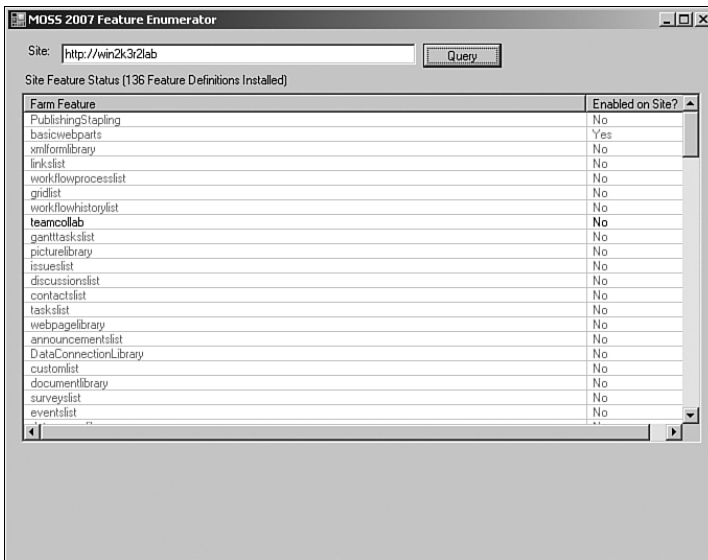 MOSS 2007 Feature Enumerator
Site: http://win2k3r2lab Query
Site Feature Status (136 Feature Definitions Installed)
Farm Feature Enabled on Site?
PublishingStapling No
basicwebparts Yes
xmlformlibrary No
linkslist No
workflowprocesslist No
gridlist No
workflowhistorylist No
teamcollab No
gantttaskslist No
picturelibrary No
issueslist No
discussionslist No
contactslist No
taskslist No
webpagelibrary No
announcementslist No
DataConnectionLibrary No
customlist No
documentlibrary No
surveyslist No
eventslist No